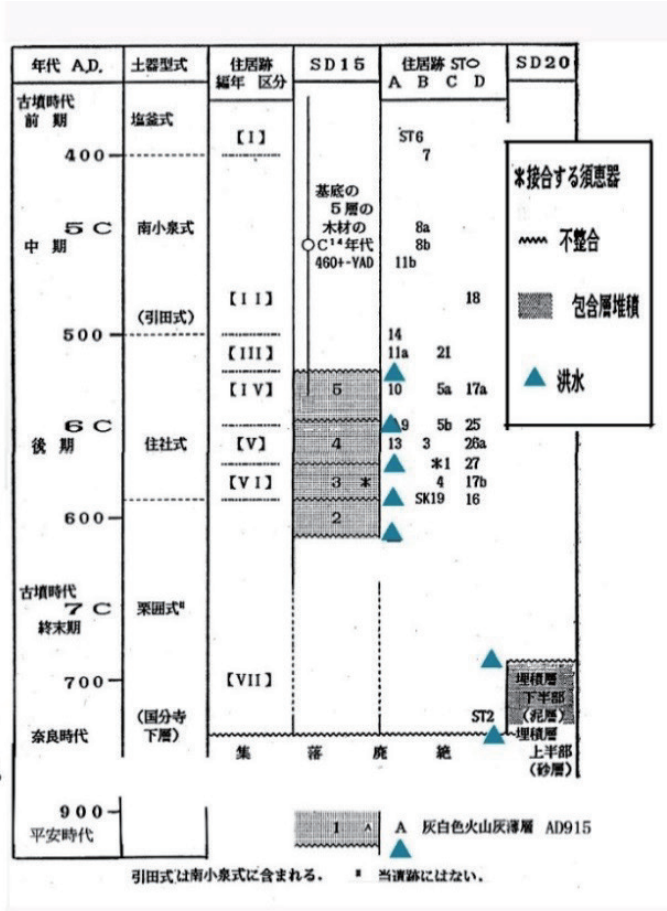 年代 A.D. 土器型式 住居跡 SD15 住居跡 STO SD20
編年 区分 A B C D
古墳時代
前 期 塩釜式
【I】 ST6
400 7
*接合する須恵器
基底の
5層の
5C 南小泉式 木材の 8a 不整合
中 期 C¹⁴年代 8b
460+-YAD 11b
【II】 18 包含層堆積
(引田式)
500 14
【III】 11a 21
【IV】 5 10 5a 17a 洪水
6C 9 5b 25
後 期 住社式 【V】 4 13 3 26a
*1 27
【VI】 3 * 4 17b
SK19 16
600 2
古墳時代
7C 栗囲式
終末期
700 【VII】 埋積層
下半部
(国分寺 ST2 (泥層)
奈良時代 下層) 埋積層
集 落 廃 絶 上半部
(砂層)
900
平安時代 1 ^ A 灰白色火山灰薄層 AD915
引田式は南小泉式に含まれる. 当遺跡にはない.